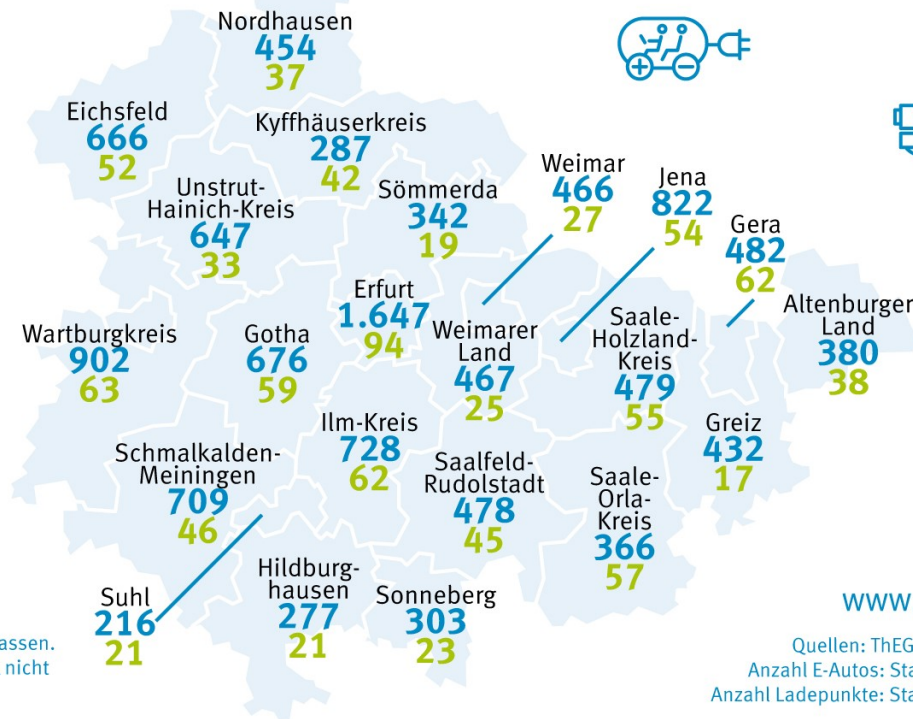 Nordhausen
454
37
Eichsfeld
666
52
Kyffhäuserkreis
287
42
Unstrut-
Hainich-Kreis
647
33
Sömmerda
342
19
Weimar
466
27
Jena
822
54
Gera
482
62
Altenburger
Land
380
38
Wartburgkreis
902
63
Gotha
676
59
Erfurt
1.647
94
Weimarer
Land
467
25
Saale-
Holzland-
Kreis
479
55
Greiz
432
17
Schmalkalden-
Meiningen
709
46
Ilm-Kreis
728
62
Saalfeld-
Rudolstadt
478
45
Saale-
Orla-
Kreis
366
57
Suhl
216
21
Hildburg-
hausen
277
21
Sonneberg
303
23
assen.
nicht
www
Quellen: ThEG
Anzahl E-Autos: Sta
Anzahl Ladepunkte: Sta